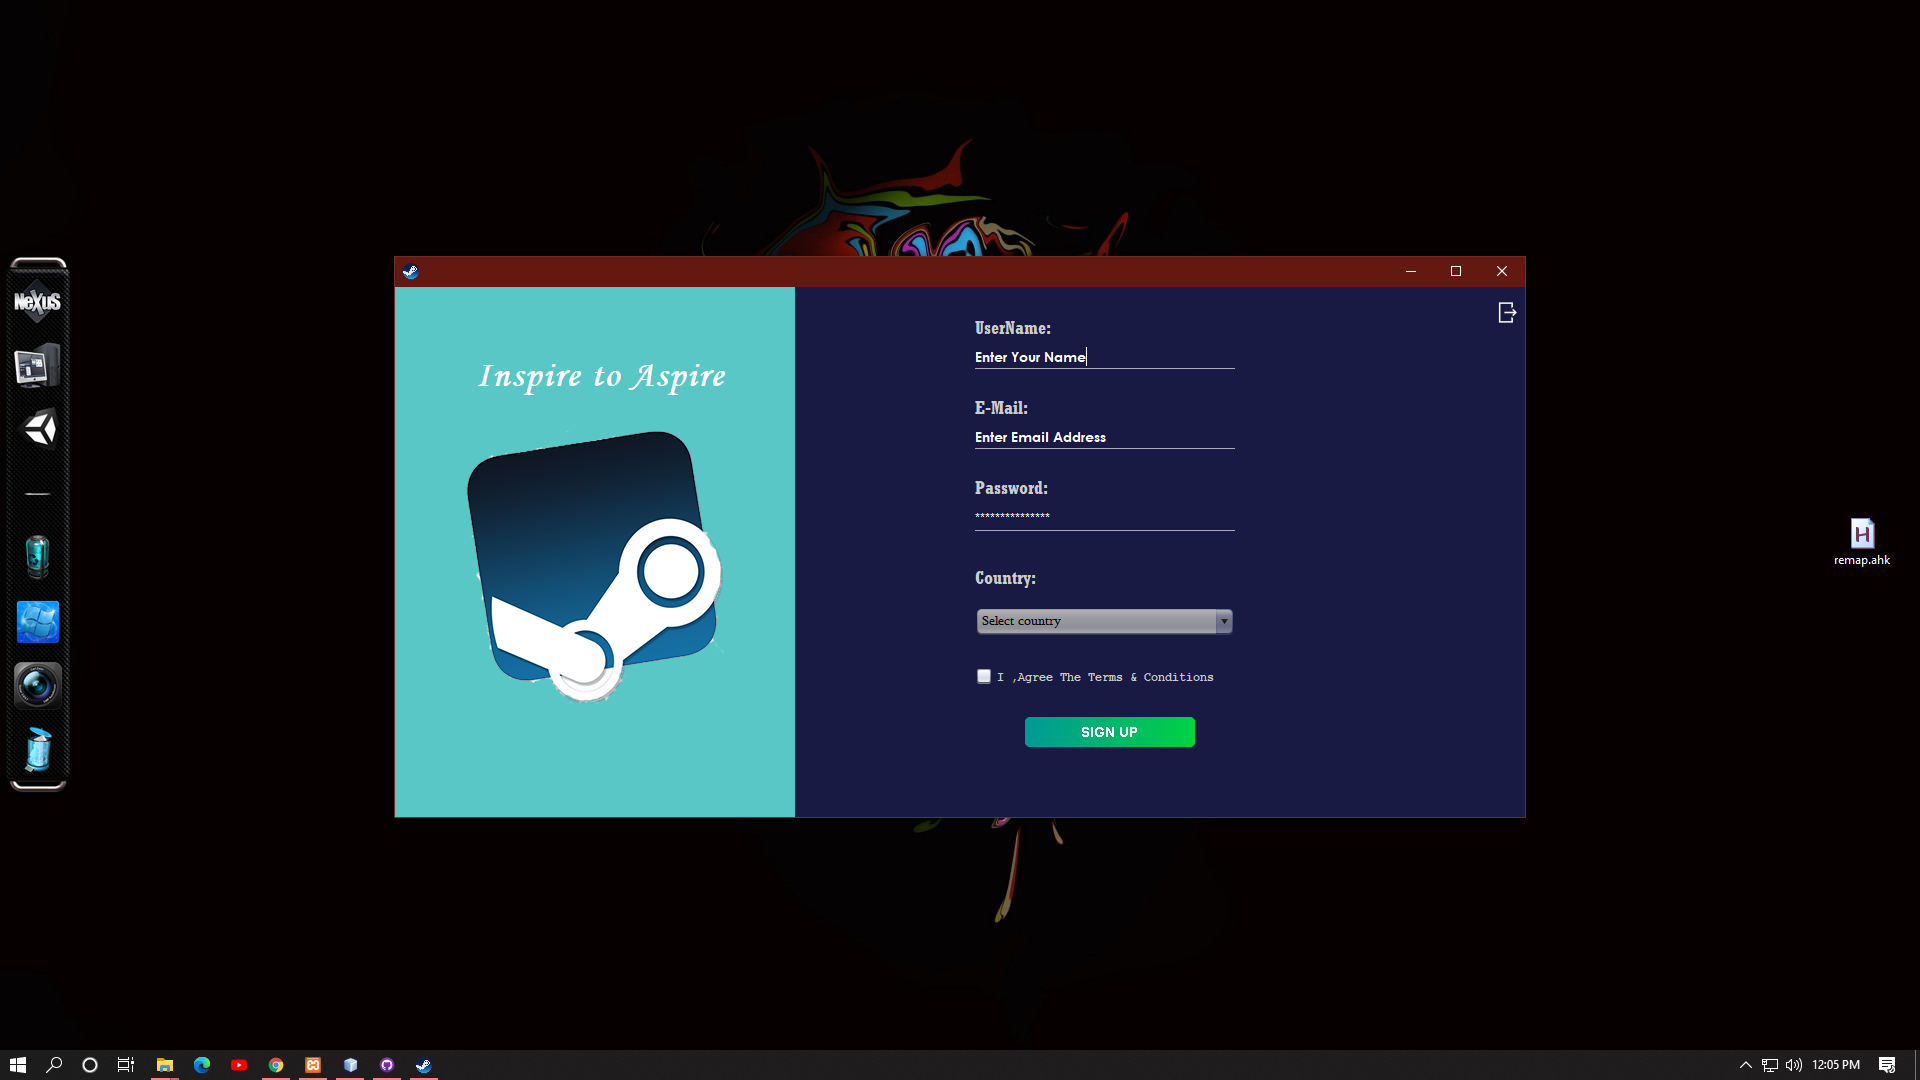 NeXuS
Inspire to Aspire
UserName:
Enter Your Name
E-Mail:
Enter Email Address
Password:
***************
Country:
Select country
I ,Agree The Terms & Conditions
SIGN UP
H
remap.ahk
12:05 PM